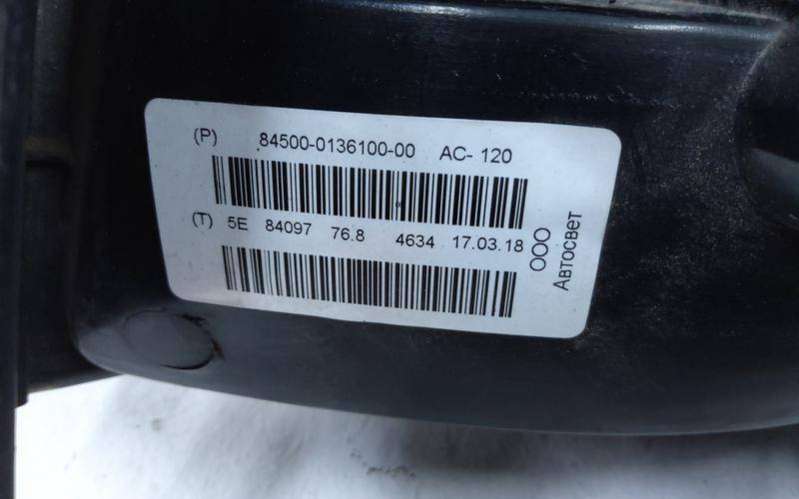 (P) 84500-0136100-00 AC- 120
(T) 5E 84097 76.8 4634 17.03.18
ООО
Автосвет